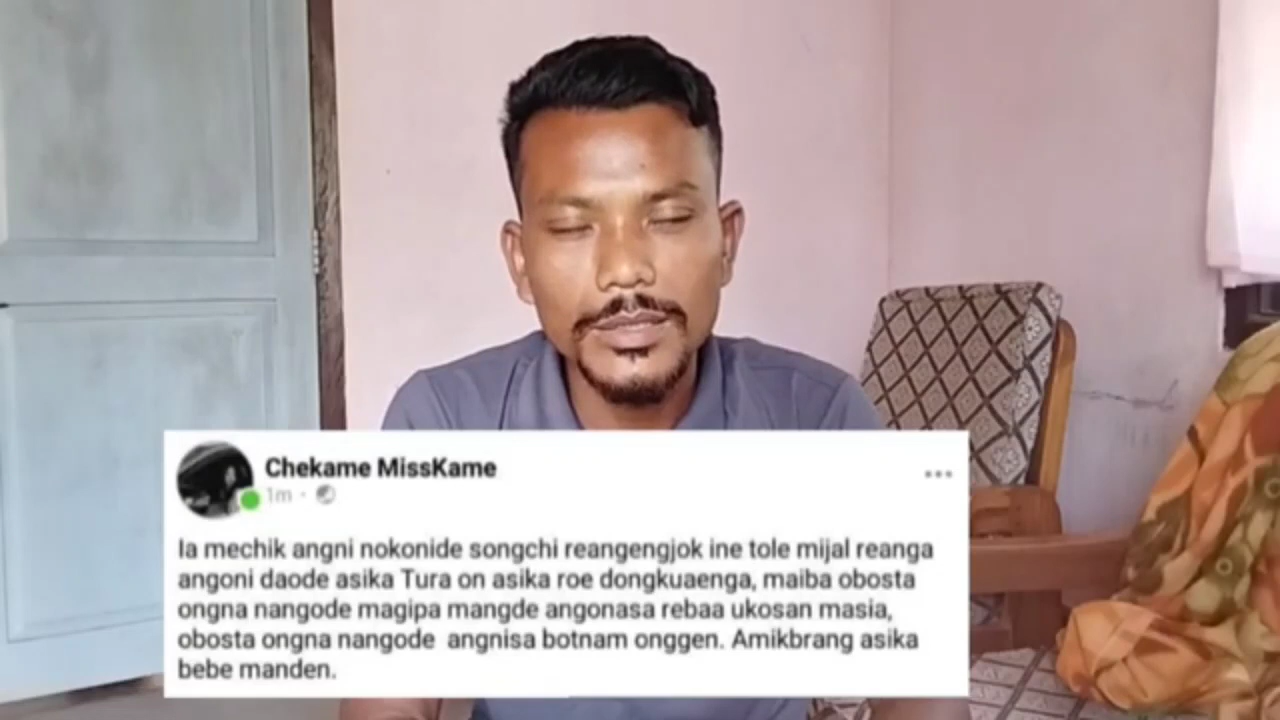 Chekame MissKame
1m ·
Ia mechik angni nokonide songchi reangengjok ine tole mijal reanga
angoni daode asika Tura on asika roe dongkuaenga, maiba obosta
ongna nangode magipa mangde angonasa rebaa ukosan masia,
obosta ongna nangode angnisa botnam onggen. Amikbrang asika
bebe manden.